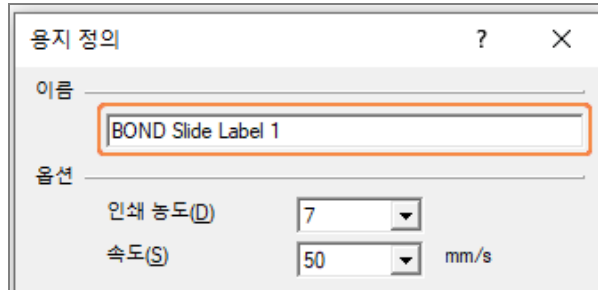 용지 정의 ? ×
이름
BOND Slide Label 1
옵션
인쇄 농도(D) 7
속도(S) 50 mm/s